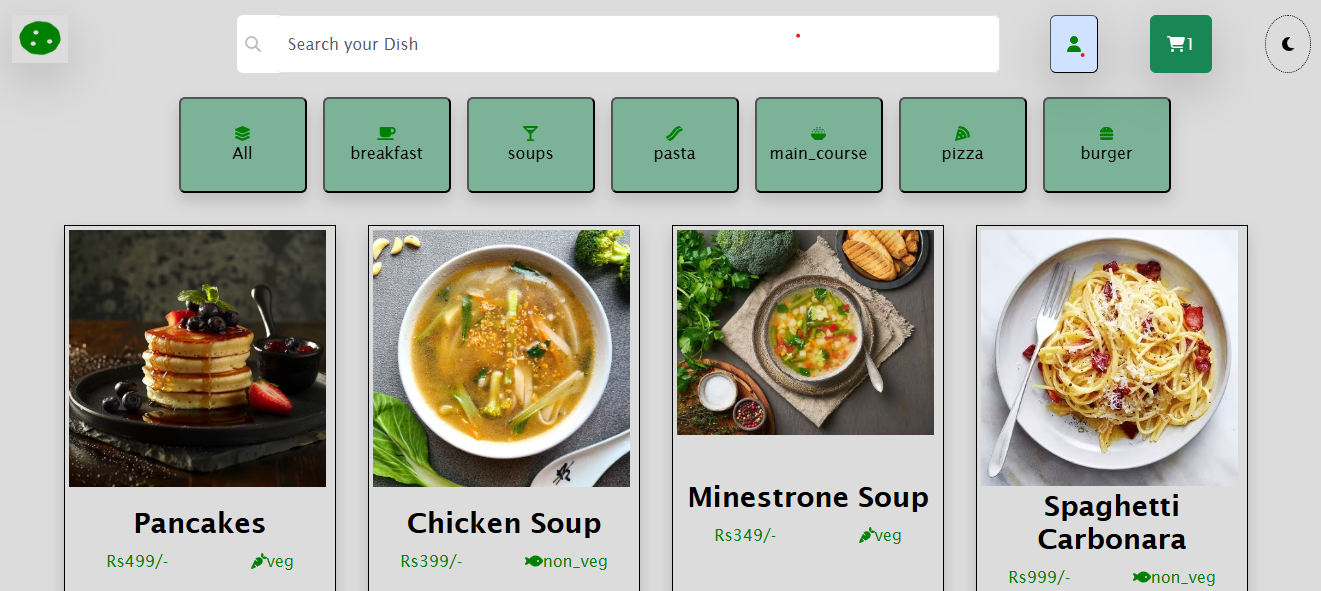 Search your Dish
1
All
breakfast
soups
pasta
main_course
pizza
burger
Pancakes
Rs499/-
veg
Chicken Soup
Rs399/-
non_veg
Minestrone Soup
Rs349/-
veg
Spaghetti
Carbonara
Rs999/-
non_veg